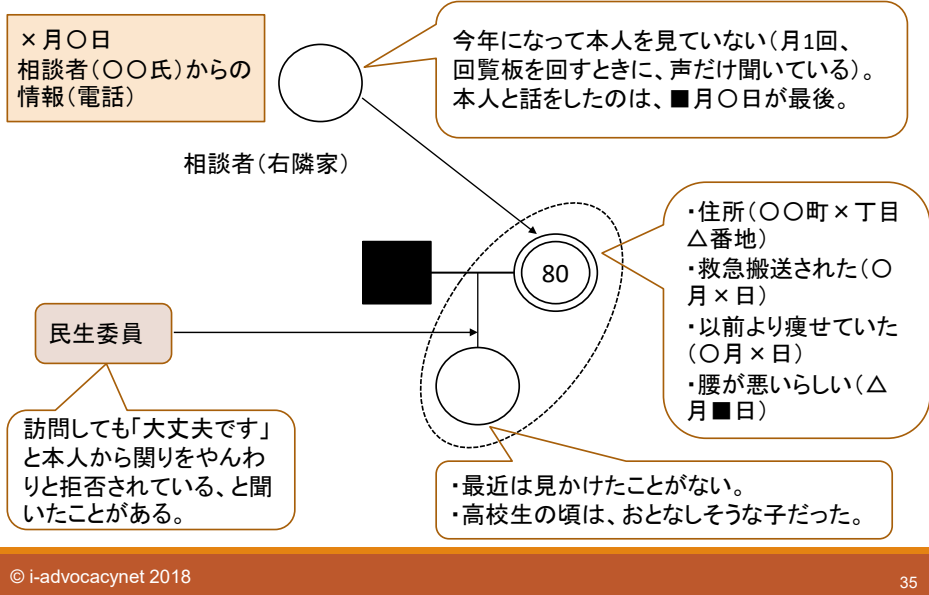 ×月〇日
相談者(〇〇氏)からの
情報(電話)
今年になって本人を見ていない(月1回、
回覧板を回すときに、声だけ聞いている)。
本人と話をしたのは、■月〇日が最後。
相談者(右隣家)
80
・住所(〇〇町×丁目
△番地)
・救急搬送された(〇
月×日)
・以前より痩せていた
(〇月×日)
・腰が悪いらしい(△
月■日)
民生委員
訪問しても「大丈夫です」
と本人から関りをやんわ
りと拒否されている、と聞
いたことがある。
・最近は見かけたことがない。
・高校生の頃は、おとなしそうな子だった。
© i-advocacynet 2018
35